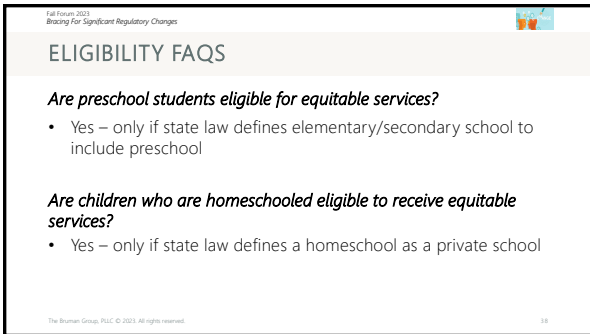 Fall Forum 2023
Bracing For Significant Regulatory Changes
ELIGIBILITY FAQS
Are preschool students eligible for equitable services?
• Yes – only if state law defines elementary/secondary school to
include preschool
Are children who are homeschooled eligible to receive equitable
services?
• Yes – only if state law defines a homeschool as a private school
The Bruman Group, PLLC © 2023. All rights reserved.
38